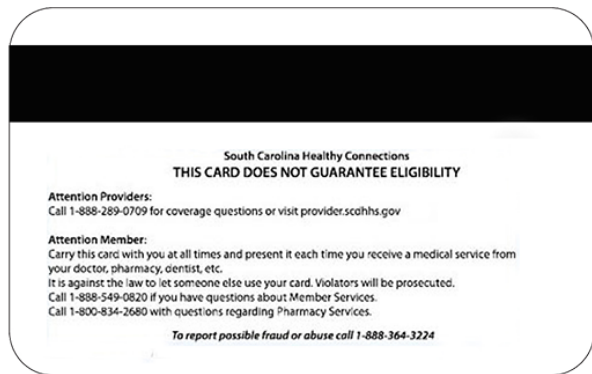 South Carolina Healthy Connections
THIS CARD DOES NOT GUARANTEE ELIGIBILITY
Attention Providers:
Call 1-888-289-0709 for coverage questions or visit provider.scdhhs.gov
Attention Member:
Carry this card with you at all times and present it each time you receive a medical service from
your doctor, pharmacy, dentist, etc.
It is against the law to let someone else use your card. Violators will be prosecuted.
Call 1-888-549-0820 if you have questions about Member Services.
Call 1-800-834-2680 with questions regarding Pharmacy Services.
To report possible fraud or abuse call 1-888-364-3224